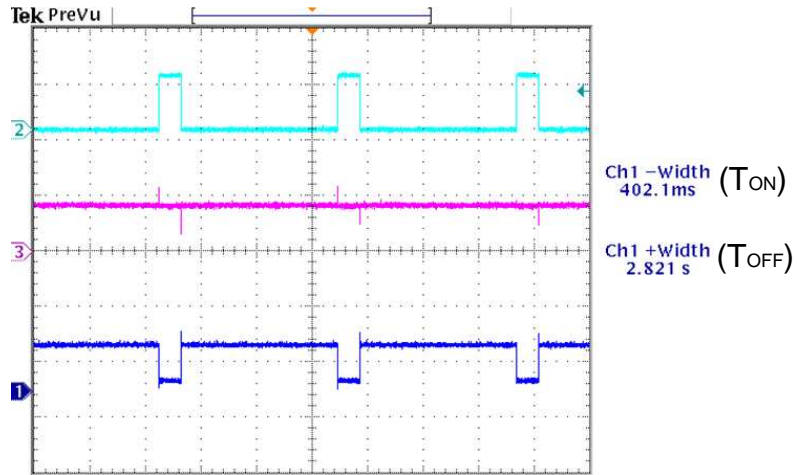 Tek PreVu
2
Ch1 −Width (TON)
402.1ms
3
Ch1 +Width (TOFF)
2.821 s
1